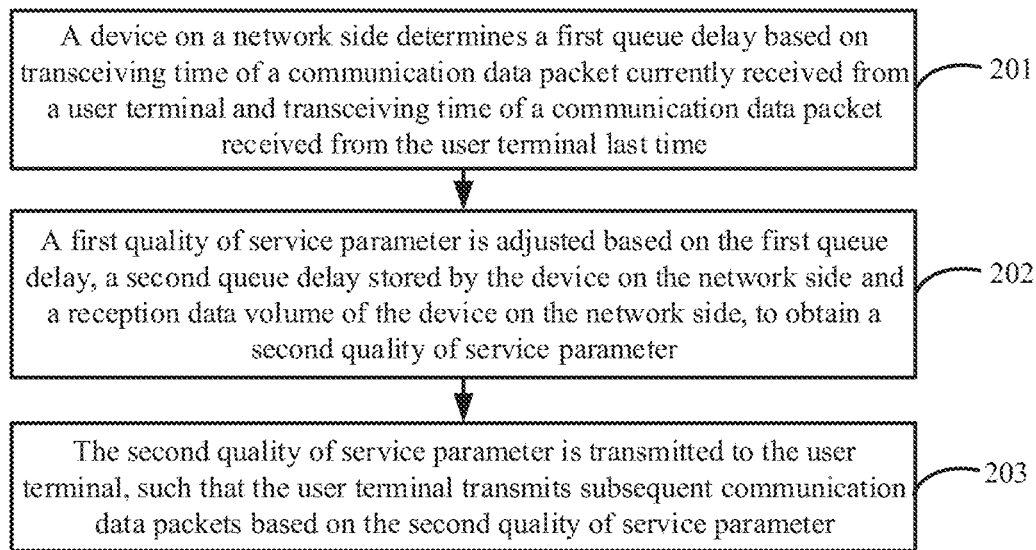 A device on a network side determines a first queue delay based on
transceiving time of a communication data packet currently received from
a user terminal and transceiving time of a communication data packet
received from the user terminal last time
201
A first quality of service parameter is adjusted based on the first queue
delay, a second queue delay stored by the device on the network side and
a reception data volume of the device on the network side, to obtain a
second quality of service parameter
202
The second quality of service parameter is transmitted to the user
terminal, such that the user terminal transmits subsequent communication
data packets based on the second quality of service parameter
203